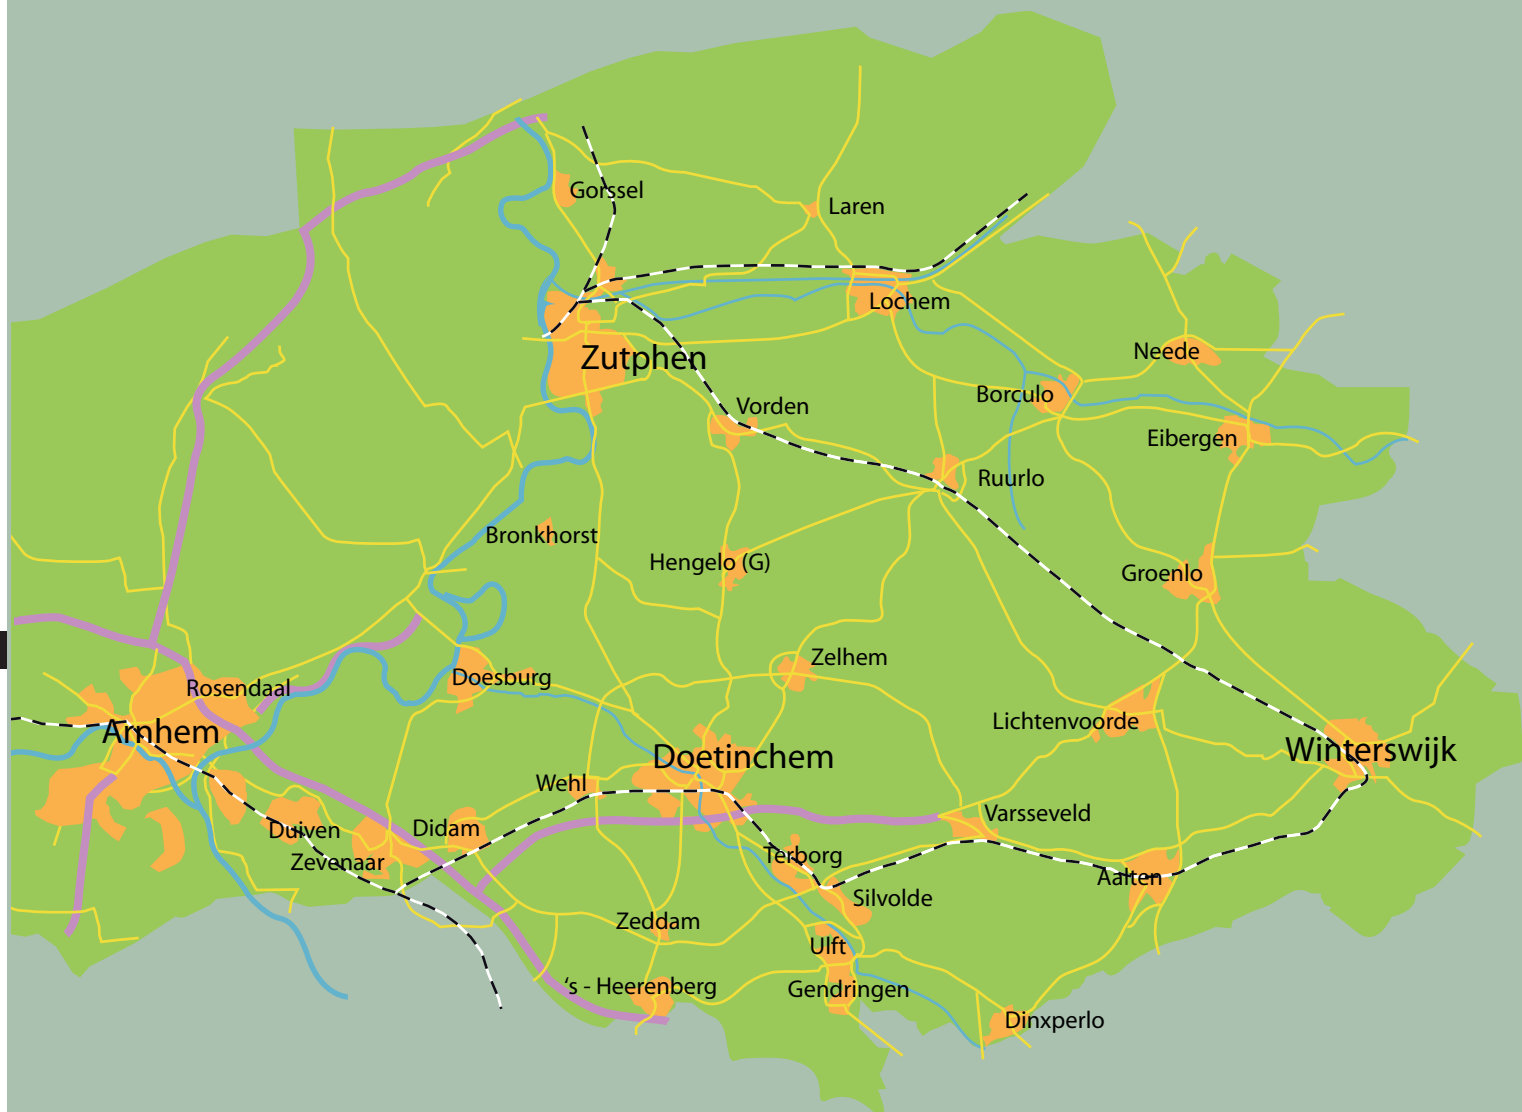 Gorssel
Laren
Lochem
Zutphen
Neede
Borculo
Vorden
Eibergen
Ruurlo
Bronkhorst
Hengelo (G)
Groenlo
Zelhem
Doesburg
Rosendaal
Lichtenvoorde
Arnhem
Winterswijk
Doetinchem
Wehl
Varsseveld
Duiven
Didam
Zevenaar
Terborg
Aalten
Silvolde
Zeddam
Ulft
‘s - Heerenberg
Gendringen
Dinxperlo